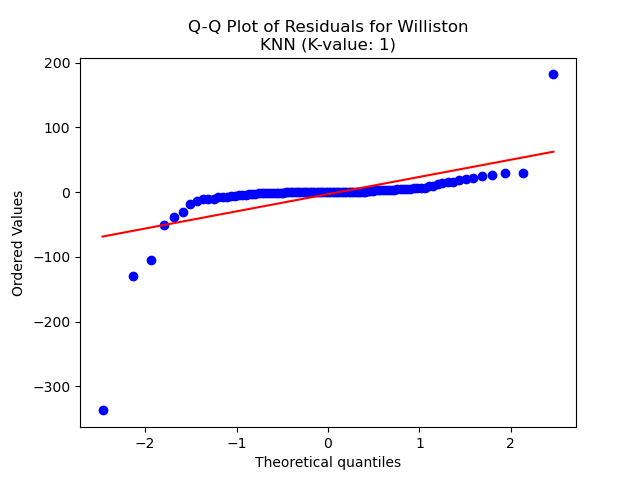 Q-Q Plot of Residuals for Williston
KNN (K-value: 1)
200
100
0
−100
−200
−300
Ordered Values
−2
−1
0
1
2
Theoretical quantiles